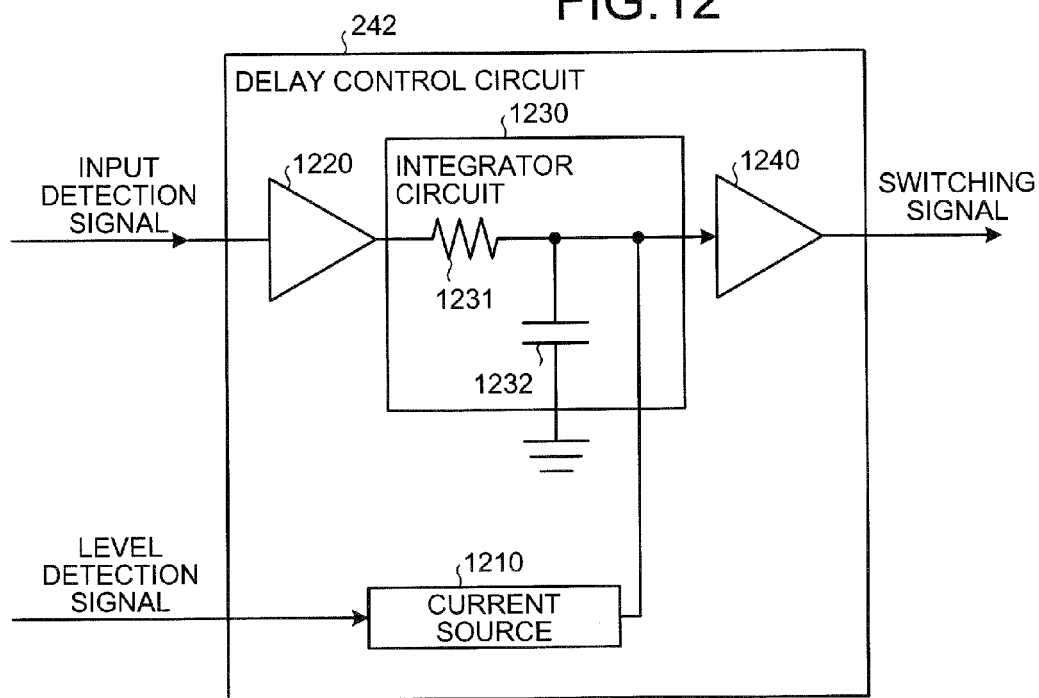 FIG.12
242
DELAY CONTROL CIRCUIT
1230
INPUT
DETECTION
SIGNAL
1220
INTEGRATOR
CIRCUIT
1240
SWITCHING
SIGNAL
1231
1232
LEVEL
DETECTION
SIGNAL
1210
CURRENT
SOURCE